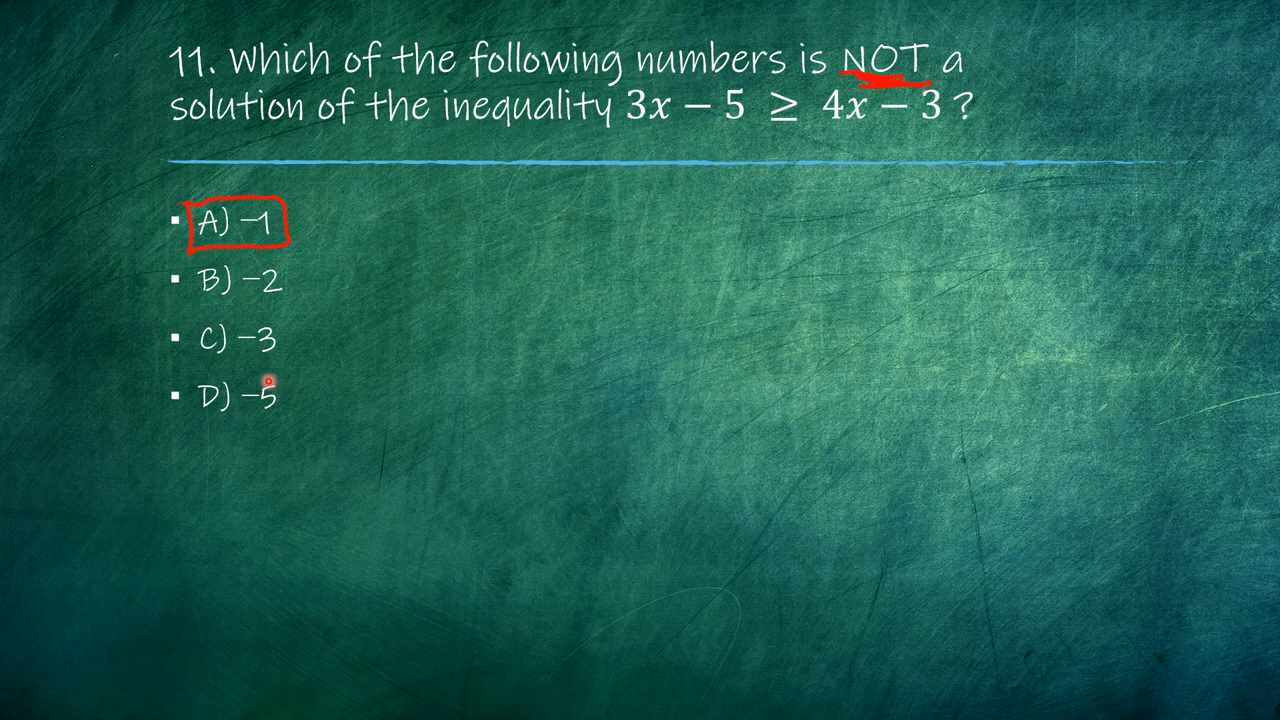 11. Which of the following numbers is NOT a
solution of the inequality 3x − 5 ≥ 4x − 3 ?
▪ A) −1
▪ B) −2
▪ C) −3
▪ D) −5